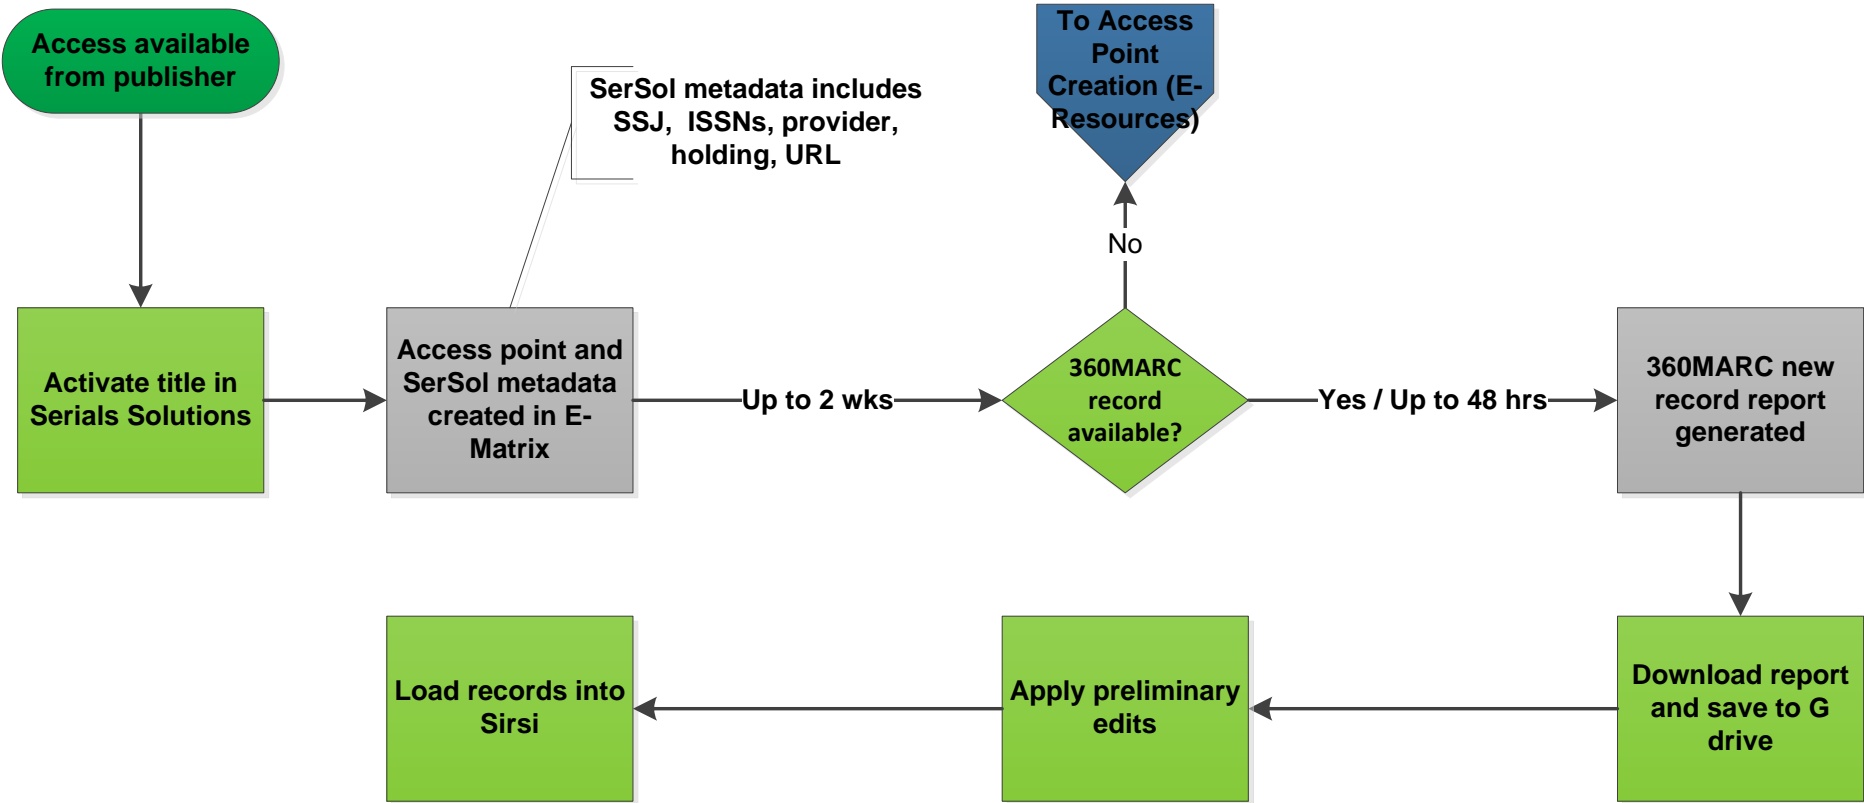 Access available
from publisher
SerSol metadata includes
SSJ,  ISSNs, provider,
holding, URL
To Access
Point
Creation (E-
Resources)
No
Activate title in
Serials Solutions
Access point and
SerSol metadata
created in E-
Matrix
Up to 2 wks
360MARC
record
available?
Yes / Up to 48 hrs
360MARC new
record report
generated
Load records into
Sirsi
Apply preliminary
edits
Download report
and save to G
drive